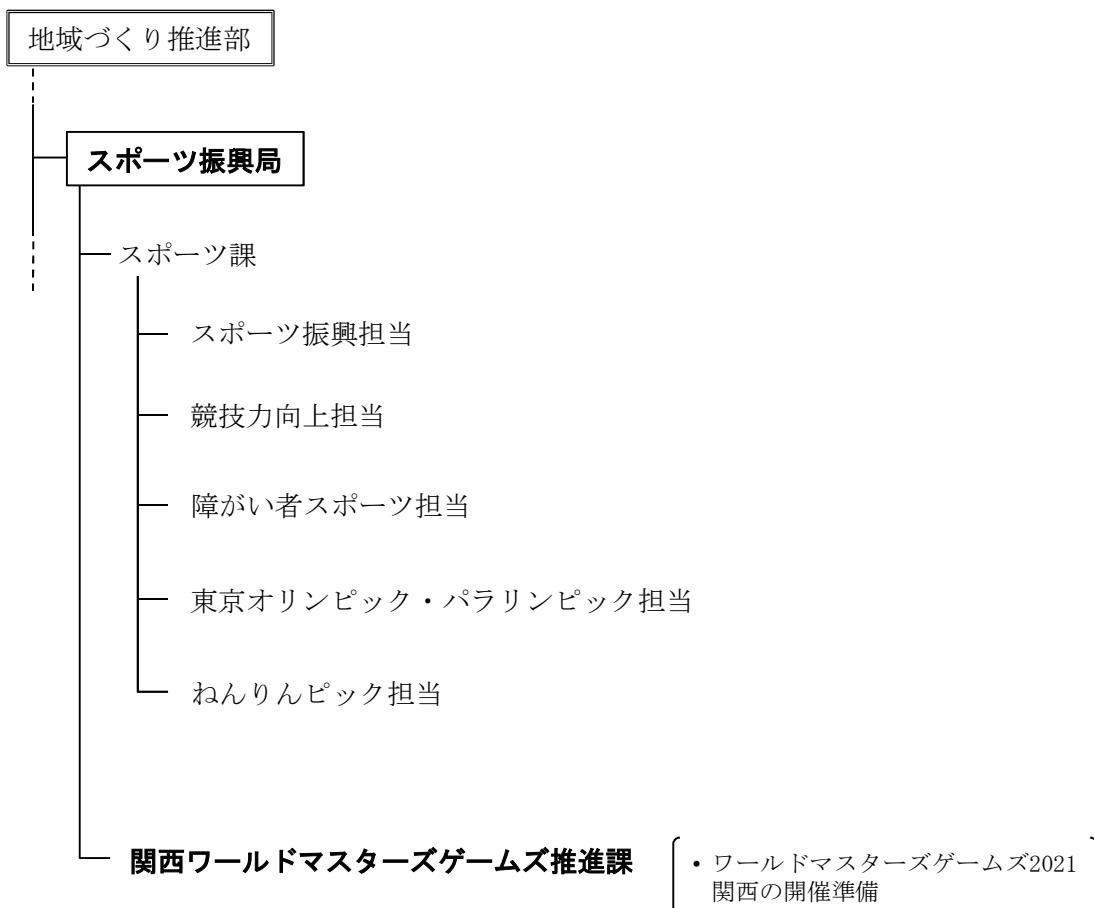 地域づくり推進部
スポーツ振興局
スポーツ課
スポーツ振興担当
競技力向上担当
障がい者スポーツ担当
東京オリンピック・パラリンピック担当
ねんりんピック担当
関西ワールドマスターズゲームズ推進課
・ワールドマスターズゲームズ2021
関西の開催準備